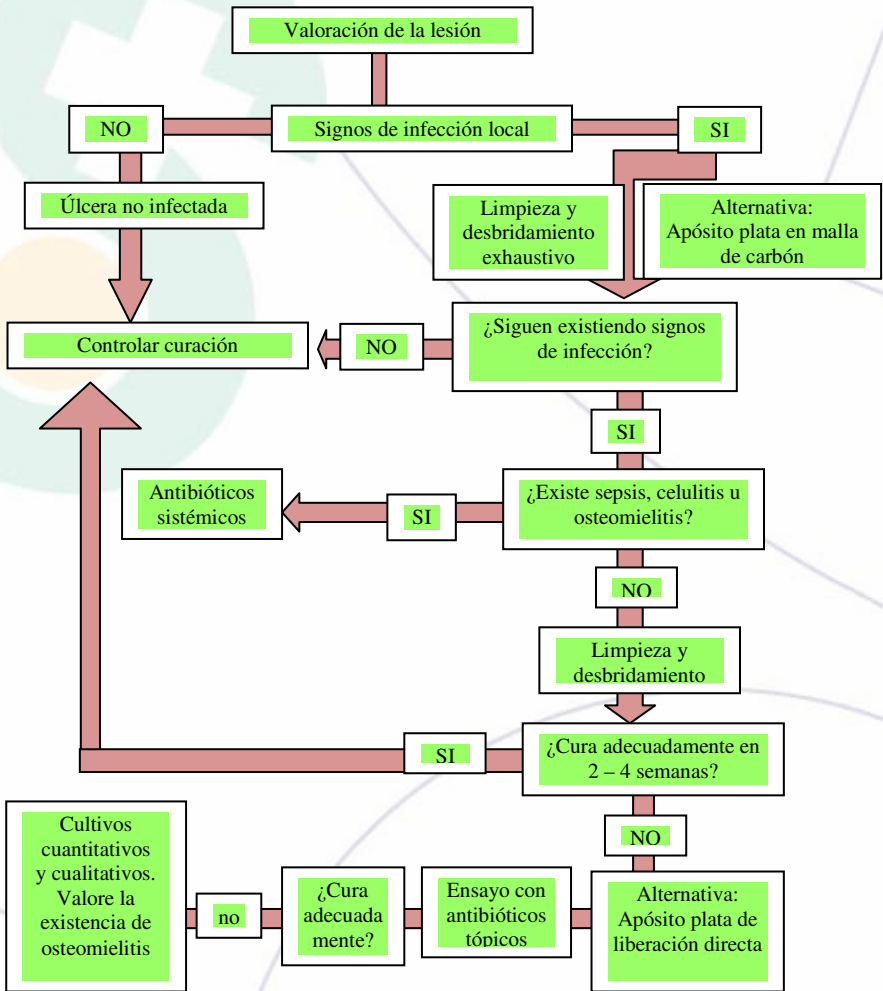 Valoración de la lesión
NO
Signos de infección local
SI
Úlcera no infectada
Limpieza y
desbridamiento
exhaustivo
Alternativa:
Apósito plata en malla
de carbón
Controlar curación
NO
¿Siguen existiendo signos
de infección?
SI
Antibióticos
sistémicos
SI
¿Existe sepsis, celulitis u
osteomielitis?
NO
Limpieza y
desbridamiento
SI
¿Cura adecuadamente en
2 – 4 semanas?
NO
Cultivos
cuantitativos
y cualitativos.
Valore la
existencia de
osteomielitis
no
¿Cura
adecuada
mente?
Ensayo con
antibióticos
tópicos
Alternativa:
Apósito plata de
liberación directa